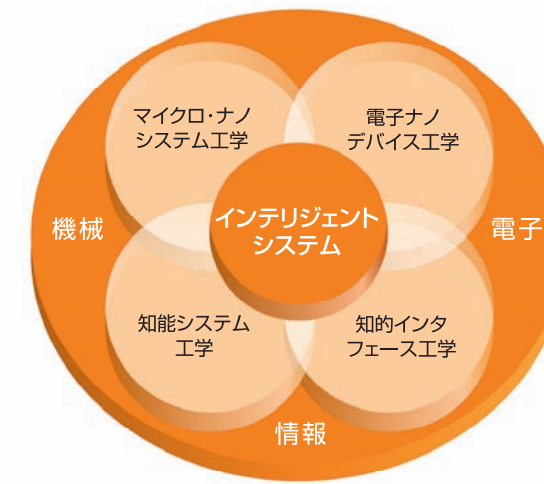 マイクロ・ナノ
システム工学
電子ナノ
デバイス工学
機械
インテリジェント
システム
電子
知能システム
工学
知的インタ
フェース工学
情報